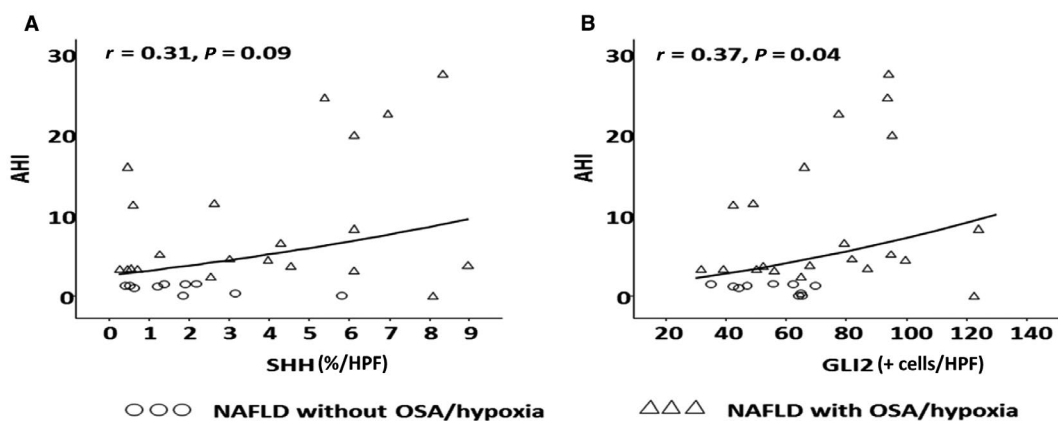 A
r = 0.31, P = 0.09
30
20
10
0
AHI
0 1 2 3 4 5 6 7 8 9
SHH (%/HPF)
B
r = 0.37, P = 0.04
30
20
10
0
AHI
20 40 60 80 100 120 140
GLI2 (+ cells/HPF)
NAFLD without OSA/hypoxia
NAFLD with OSA/hypoxia